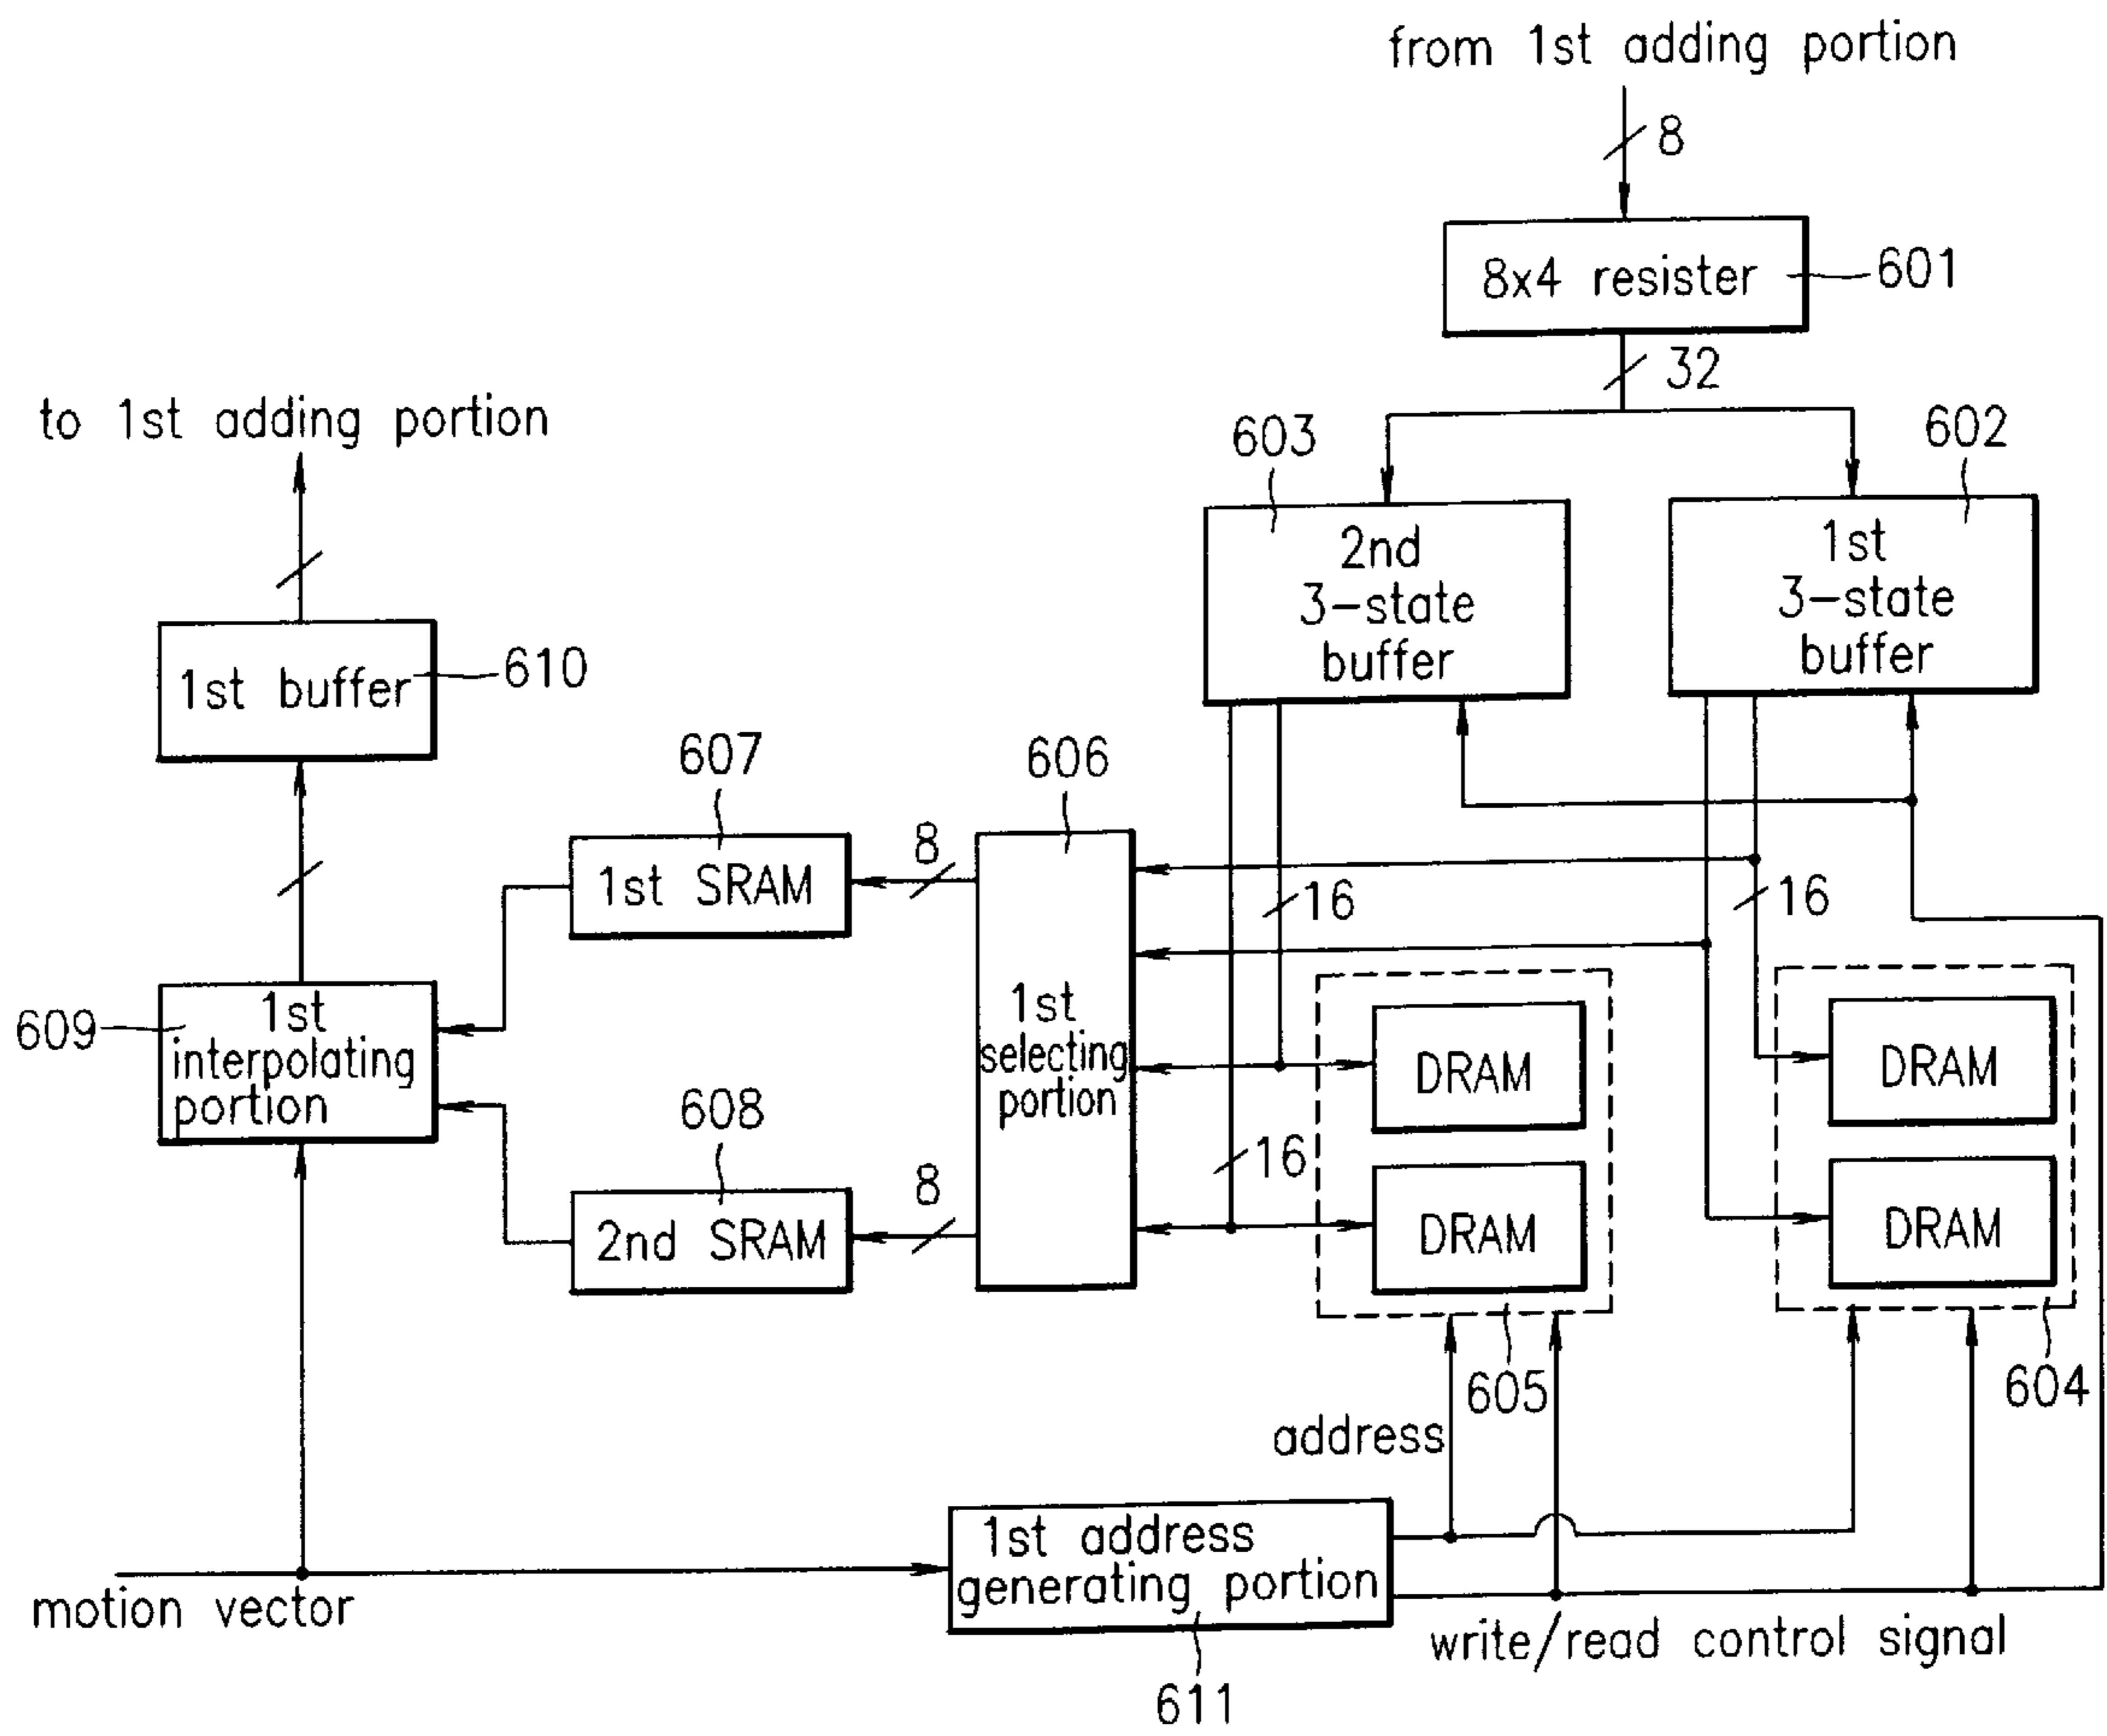 from 1st adding portion
8
8x4 resister
601
32
to 1st adding portion
603
602
2nd
3-state
buffer
1st
3-state
buffer
1st buffer
610
607
606
1st SRAM
8
16
16
609
1st
interpolating
portion
1st
selecting
portion
DRAM
DRAM
608
16
2nd SRAM
8
DRAM
DRAM
605
604
address
1st address
generating portion
motion vector
write/read control signal
611